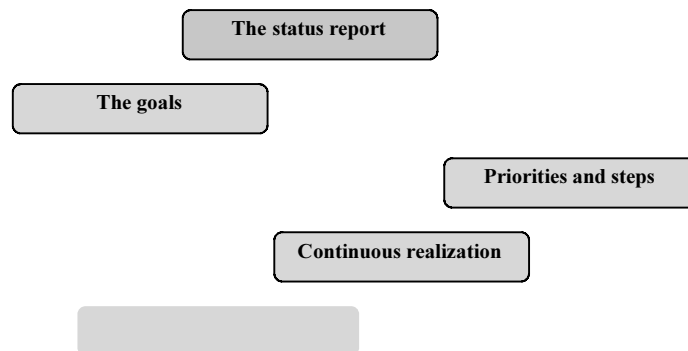 The status report
The goals
Priorities and steps
Continuous realization